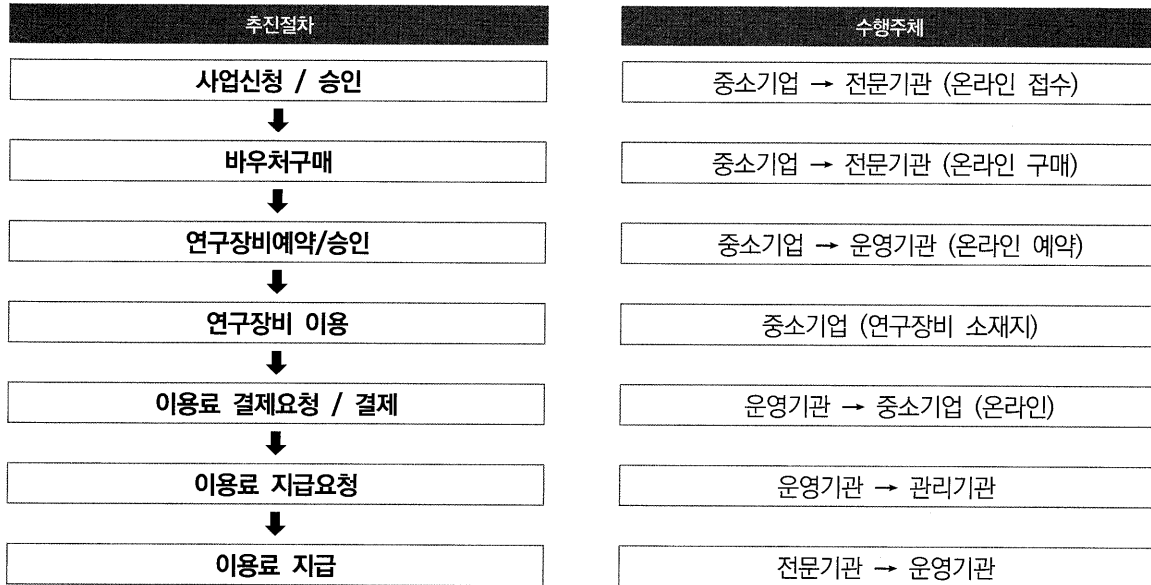 추진절차
수행주체
사업신청 / 승인
중소기업 → 전문기관 (온라인 접수)
바우처구매
중소기업 → 전문기관 (온라인 구매)
연구장비예약/승인
중소기업 → 운영기관 (온라인 예약)
연구장비 이용
중소기업 (연구장비 소재지)
이용료 결제요청 / 결제
운영기관 → 중소기업 (온라인)
이용료 지급요청
운영기관 → 관리기관
이용료 지급
전문기관 → 운영기관